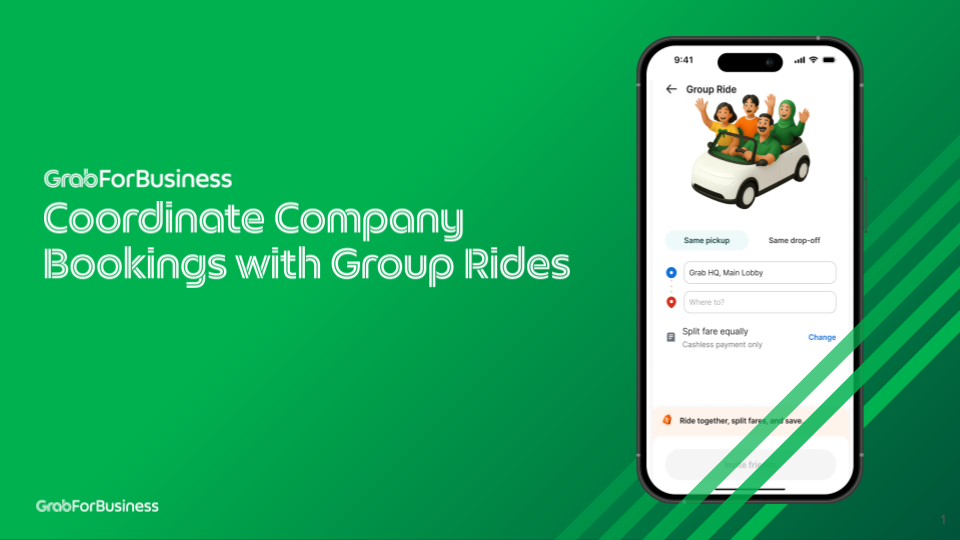 GrabForBusiness
Coordinate Company
Bookings with Group Rides
9:41
Group Ride
Same pickup
Same drop-off
Grab HQ, Main Lobby
Where to?
Split fare equally
Cashless payment only
Change
Ride together, split fares, and save.
GrabForBusiness
1